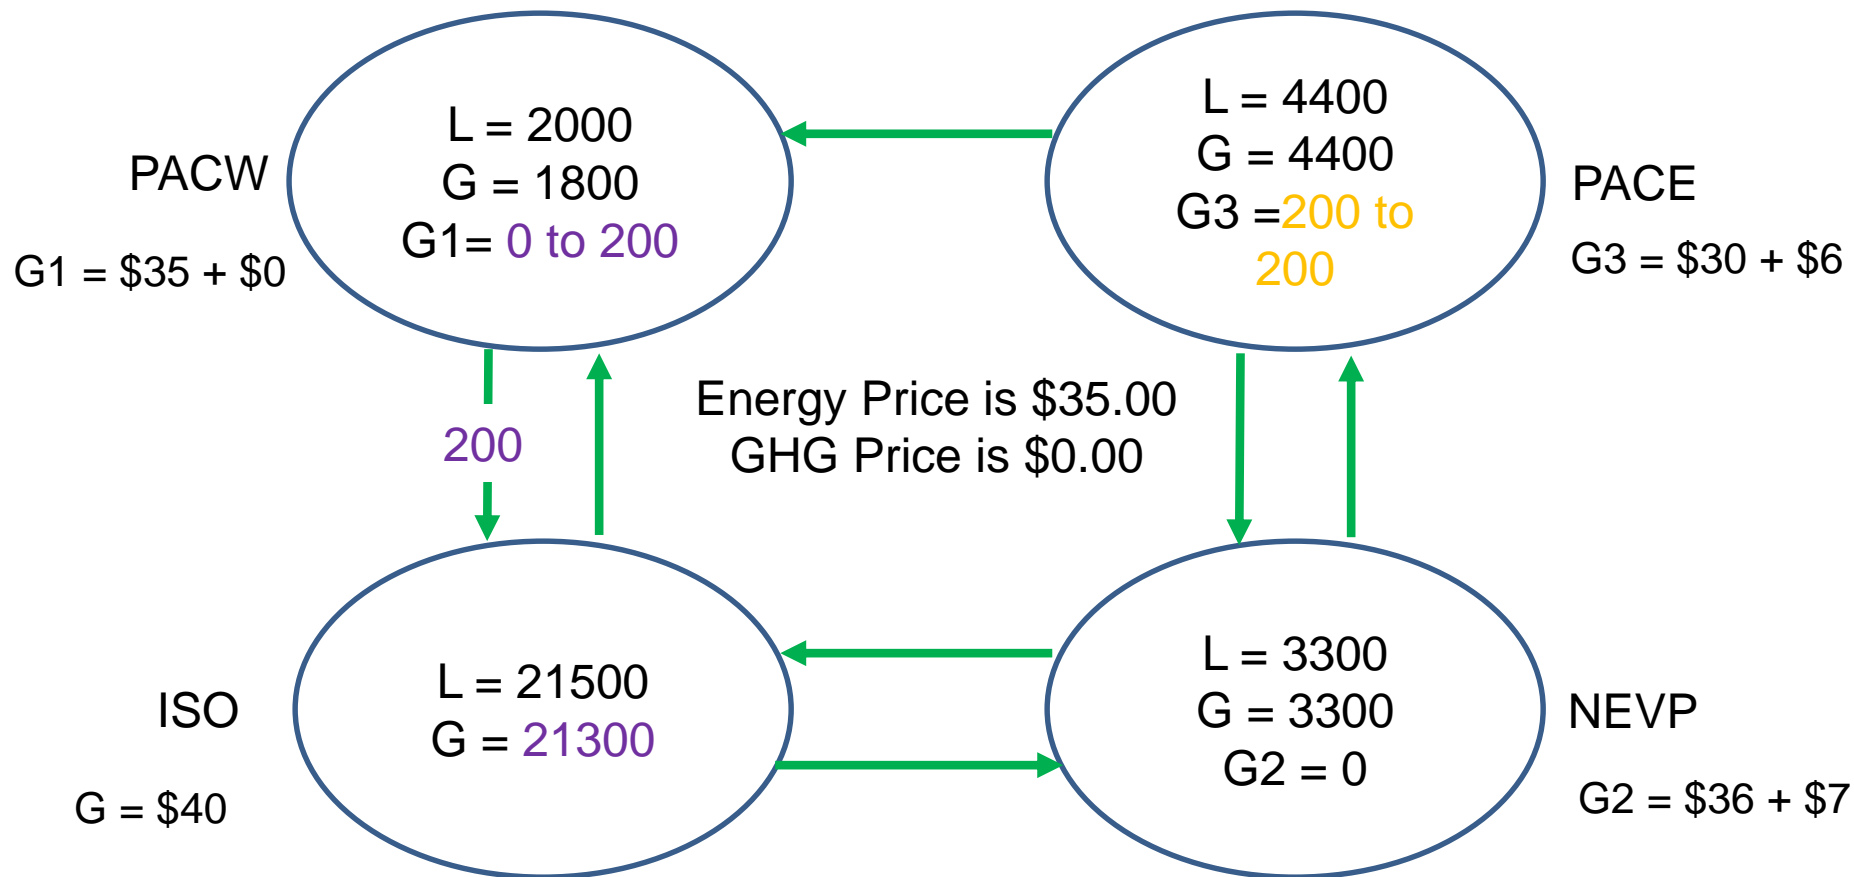 PACW
G1 = $35 + $0
L = 2000
G = 1800
G1= 0 to 200
L = 4400
G = 4400
G3 =200 to
200
PACE
G3 = $30 + $6
200
Energy Price is $35.00
GHG Price is $0.00
ISO
G = $40
L = 21500
G = 21300
L = 3300
G = 3300
G2 = 0
NEVP
G2 = $36 + $7